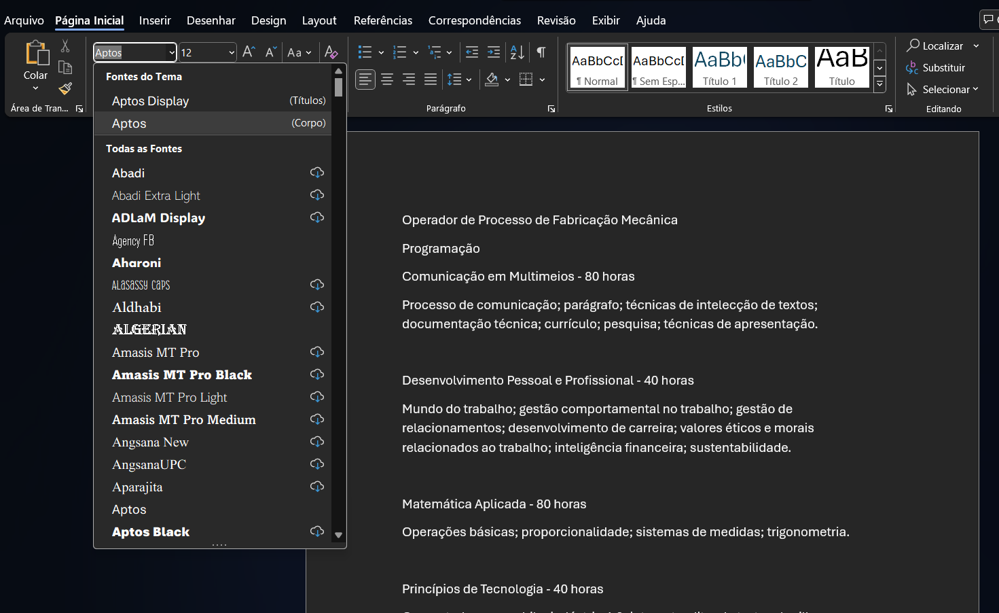 Arquivo Página Inicial Inserir Desenhar Design Layout Referências Correspondências Revisão Exibir Ajuda
Colar
Área de Tran...
Aptos 12
Aa
Parágrafo
AaBbCcD AaBbCcD AaBb( AaBbC AaB
¶ Normal ¶ Sem Esp... Título 1 Título 2 Título
Estilos
Localizar
Substituir
Selecionar
Editando
Fontes do Tema
Aptos Display (Títulos)
Aptos (Corpo)
Todas as Fontes
Abadi
Abadi Extra Light
ADLaM Display
Agency FB
Aharoni
Alasassy Caps
Aldhabi
ALGERIAN
Amasis MT Pro
Amasis MT Pro Black
Amasis MT Pro Light
Amasis MT Pro Medium
Angsana New
AngsanaUPC
Aparajita
Aptos
Aptos Black
Operador de Processo de Fabricação Mecânica
Programação
Comunicação em Multimeios - 80 horas
Processo de comunicação; parágrafo; técnicas de intelecção de textos;
documentação técnica; currículo; pesquisa; técnicas de apresentação.
Desenvolvimento Pessoal e Profissional - 40 horas
Mundo do trabalho; gestão comportamental no trabalho; gestão de
relacionamentos; desenvolvimento de carreira; valores éticos e morais
relacionados ao trabalho; inteligência financeira; sustentabilidade.
Matemática Aplicada - 80 horas
Operações básicas; proporcionalidade; sistemas de medidas; trigonometria.
Princípios de Tecnologia - 40 horas